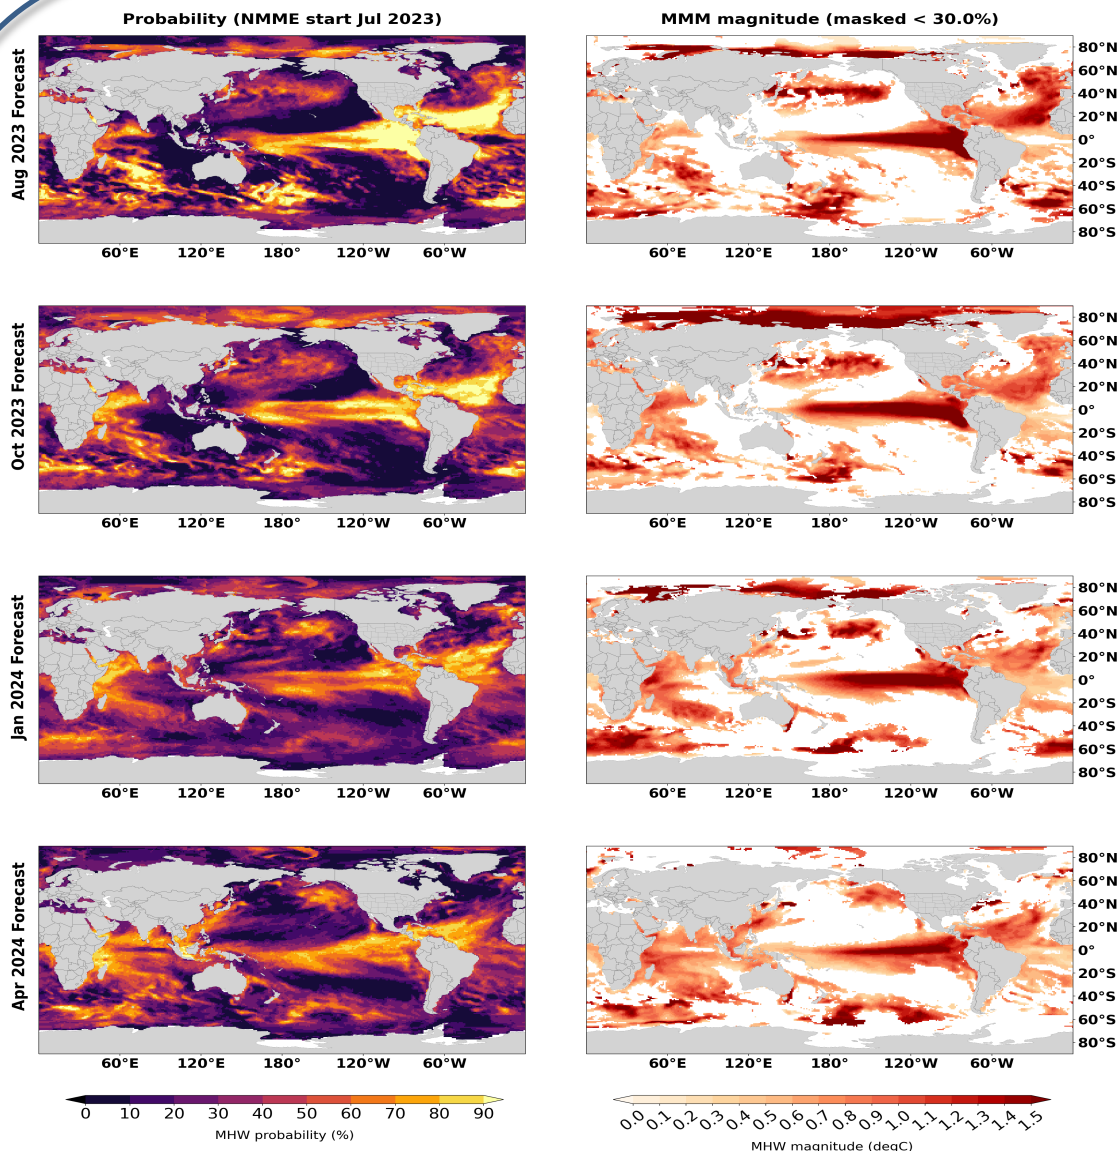 Probability (NMME start Jul 2023)
MMM magnitude (masked < 30.0%)
Aug 2023 Forecast
80°N
60°N
40°N
20°N
0°
20°S
40°S
60°S
80°S
60°E 120°E 180° 120°W 60°W
60°E 120°E 180° 120°W 60°W
Oct 2023 Forecast
80°N
60°N
40°N
20°N
0°
20°S
40°S
60°S
80°S
60°E 120°E 180° 120°W 60°W
60°E 120°E 180° 120°W 60°W
Jan 2024 Forecast
80°N
60°N
40°N
20°N
0°
20°S
40°S
60°S
80°S
60°E 120°E 180° 120°W 60°W
60°E 120°E 180° 120°W 60°W
Apr 2024 Forecast
80°N
60°N
40°N
20°N
0°
20°S
40°S
60°S
80°S
60°E 120°E 180° 120°W 60°W
60°E 120°E 180° 120°W 60°W
0 10 20 30 40 50 60 70 80 90
MHW probability (%)
0.0 0.1 0.2 0.3 0.4 0.5 0.6 0.7 0.8 0.9 1.0 1.1 1.2 1.3 1.4 1.5
MHW magnitude (degC)